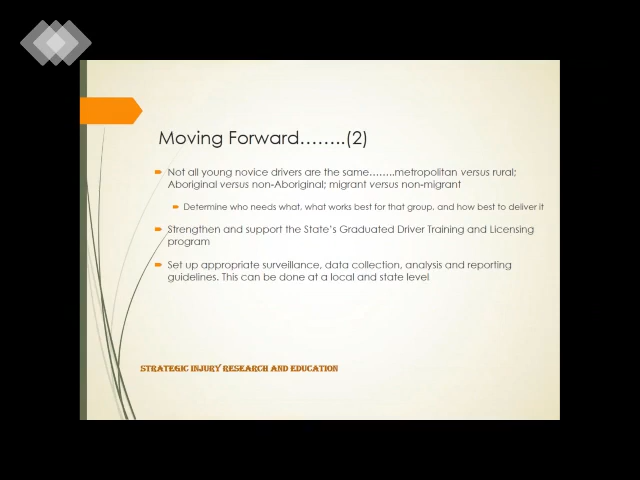 Moving Forward........(2)
Not all young novice drivers are the same........metropolitan versus rural;
Aboriginal versus non-Aboriginal; migrant versus non-migrant
Determine who needs what, what works best for that group, and how best to deliver it
Strengthen and support the State's Graduated Driver Training and Licensing
program
Set up appropriate surveillance, data collection, analysis and reporting
guidelines. This can be done at a local and state level
STRATEGIC INJURY RESEARCH AND EDUCATION